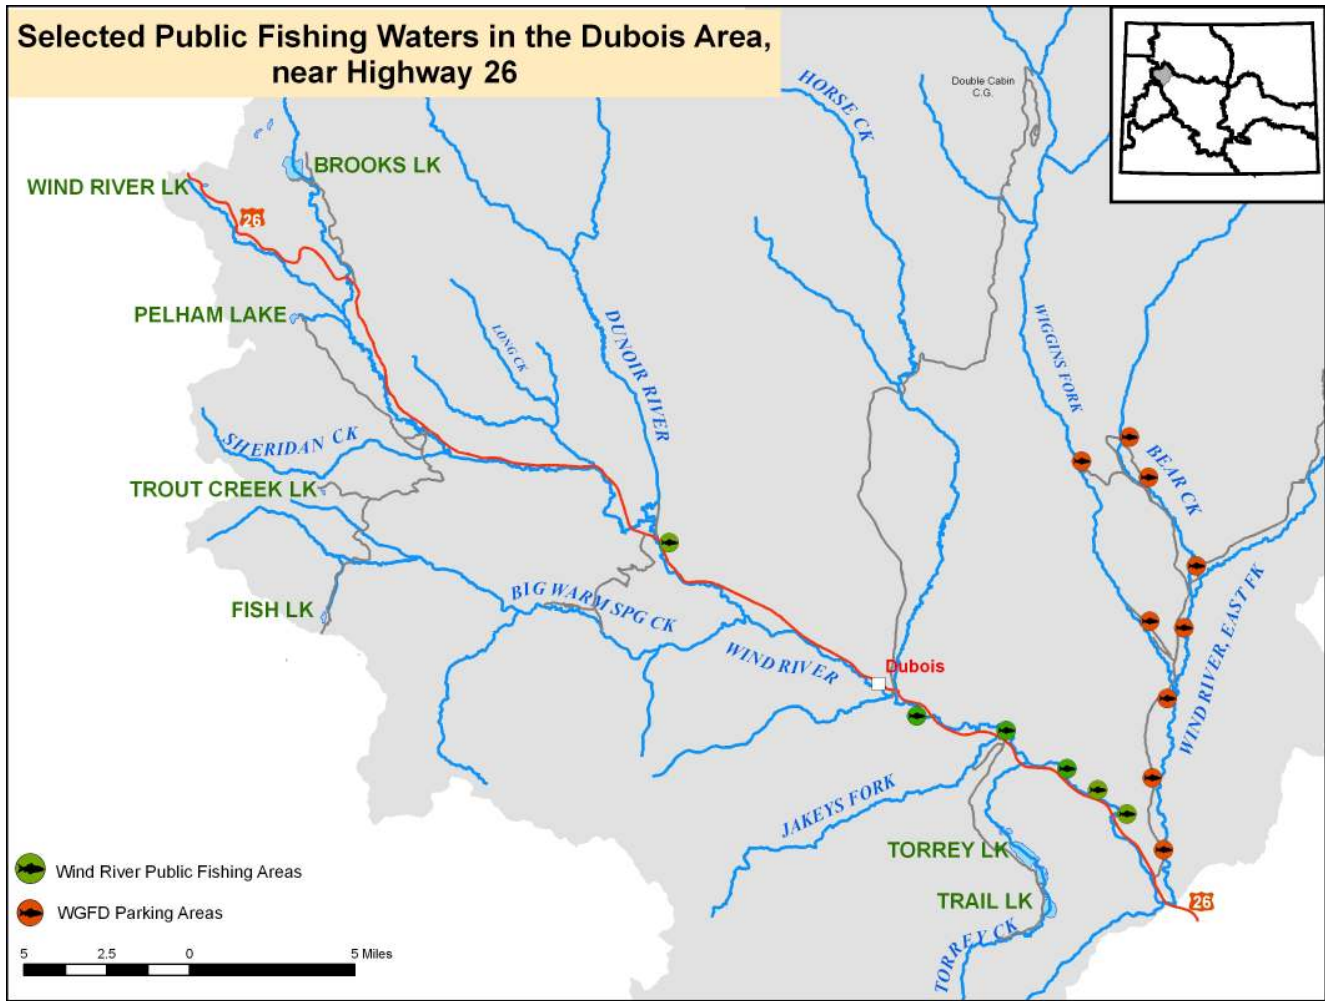 Selected Public Fishing Waters in the Dubois Area,
near Highway 26
Double Cabin
C.G.
HORSE CK
BROOKS LK
WIND RIVER LK
26
PELHAM LAKE
LONG CK
DUNOIR RIVER
WIGGINS FORK
SHERIDAN CK
BEAR CK
TROUT CREEK LK
BIG WARM SPG CK
FISH LK
WIND RIVER
WIND RIVER, EAST FK
Dubois
JAKEYS FORK
TORREY LK
TRAIL LK
26
TORREY CK
Wind River Public Fishing Areas
WGFD Parking Areas
5 2.5 0 5 Miles